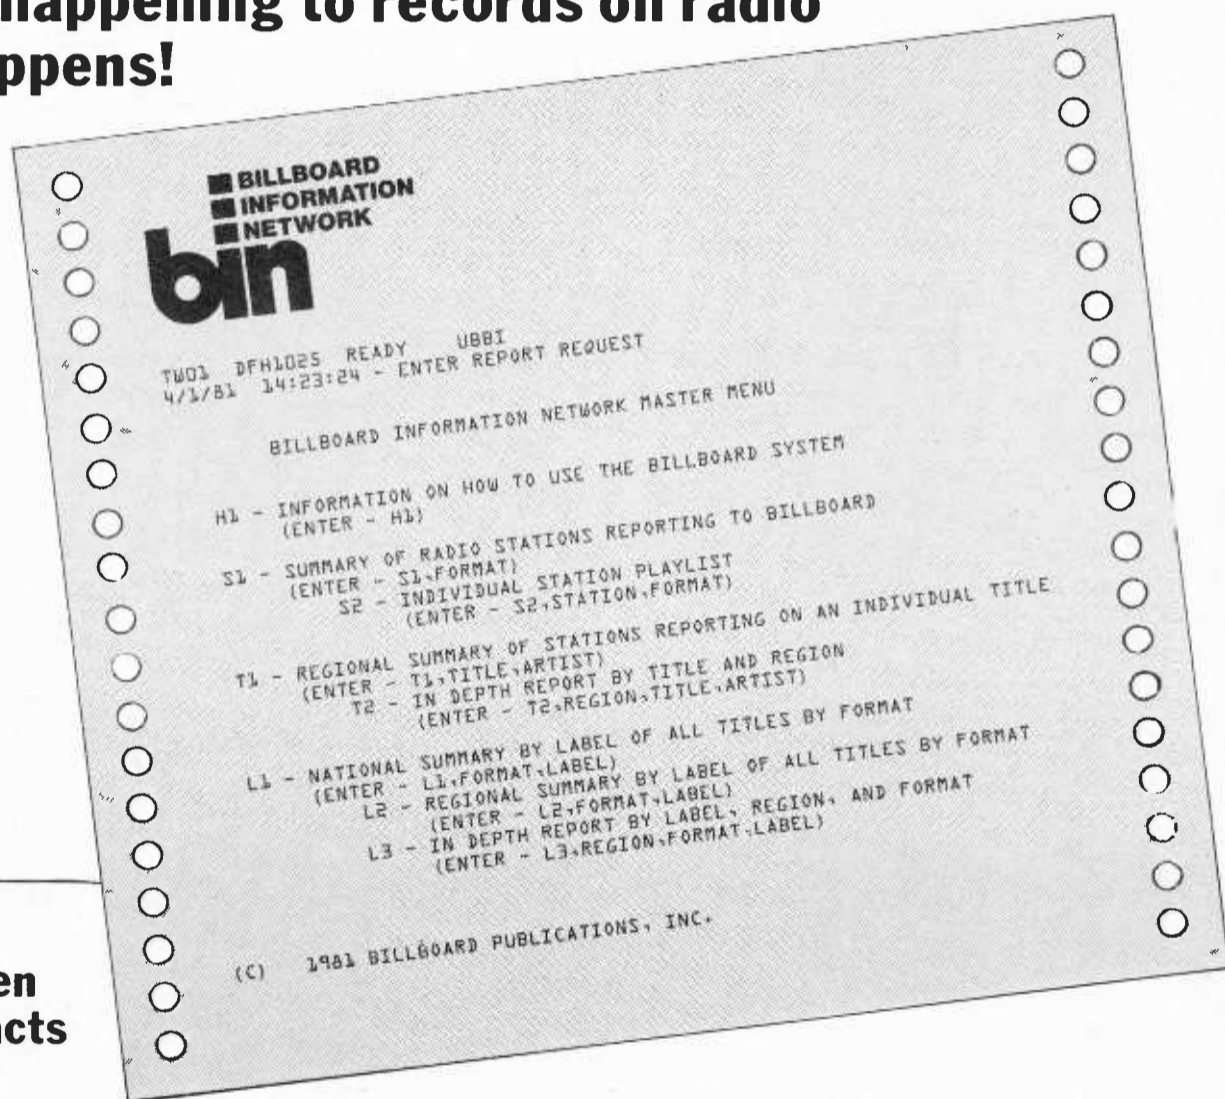 happening to records on radio
appens!
BILLBOARD
INFORMATION
NETWORK
bin
TWO1 DFH1025 READY UBBI
4/1/81 14:23:24 - ENTER REPORT REQUEST
BILLBOARD INFORMATION NETWORK MASTER MENU
H1 - INFORMATION ON HOW TO USE THE BILLBOARD SYSTEM
(ENTER - H1)
S1 - SUMMARY OF RADIO STATIONS REPORTING TO BILLBOARD
(ENTER - S1,FORMAT)
S2 - INDIVIDUAL STATION PLAYLIST
(ENTER - S2,STATION,FORMAT)
T1 - REGIONAL SUMMARY OF STATIONS REPORTING ON AN INDIVIDUAL TITLE
(ENTER - T1,TITLE,ARTIST)
T2 - IN DEPTH REPORT BY TITLE AND REGION
(ENTER - T2,REGION,TITLE,ARTIST)
L1 - NATIONAL SUMMARY BY LABEL OF ALL TITLES BY FORMAT
(ENTER - L1,FORMAT,LABEL)
L2 - REGIONAL SUMMARY BY LABEL OF ALL TITLES BY FORMAT
(ENTER - L2,FORMAT,LABEL)
L3 - IN DEPTH REPORT BY LABEL, REGION, AND FORMAT
(ENTER - L3,REGION,FORMAT,LABEL)
(C) 1981 BILLBOARD PUBLICATIONS, INC.
en
cts